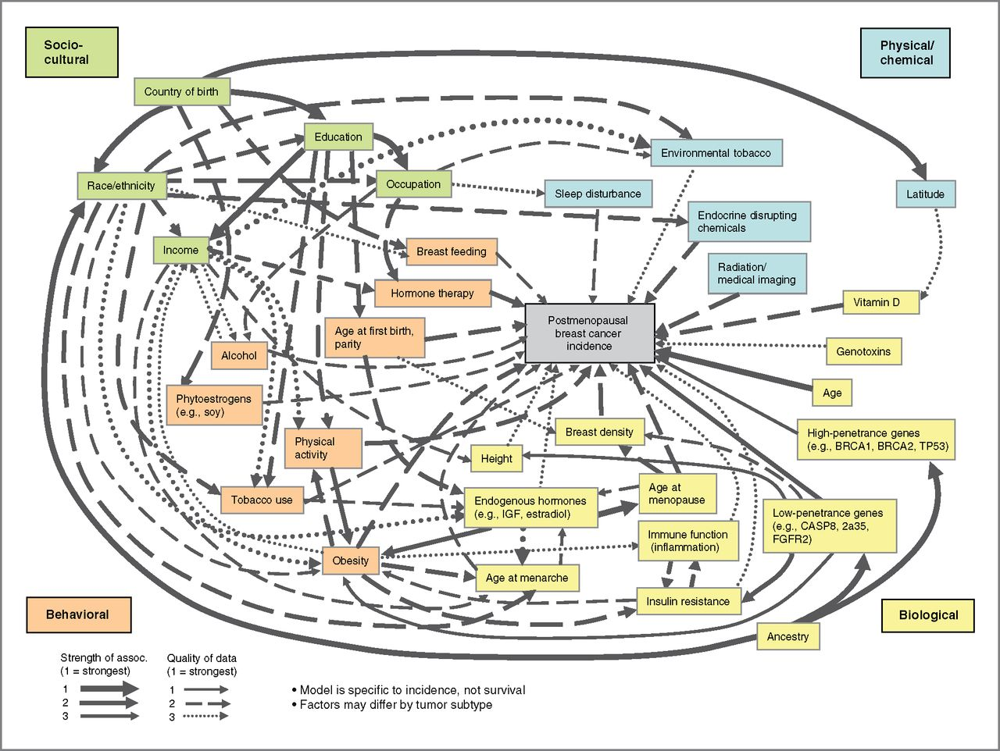 Socio-
cultural
Physical/
chemical
Country of birth
Education
Environmental tobacco
Race/ethnicity
Occupation
Sleep disturbance
Latitude
Endocrine disrupting
chemicals
Income
Breast feeding
Radiation/
medical imaging
Hormone therapy
Vitamin D
Age at first birth,
parity
Postmenopausal
breast cancer
incidence
Alcohol
Genotoxins
Phytoestrogens
(e.g., soy)
Age
Physical
activity
Breast density
High-penetrance genes
(e.g., BRCA1, BRCA2, TP53)
Height
Tobacco use
Endogenous hormones
(e.g., IGF, estradiol)
Age at
menopause
Low-penetrance genes
(e.g., CASP8, 2a35,
FGFR2)
Immune function
(inflammation)
Obesity
Age at menarche
Insulin resistance
Behavioral
Biological
Ancestry
Strength of assoc.
(1 = strongest)
1
2
3
Quality of data
(1 = strongest)
1
2
3
• Model is specific to incidence, not survival
• Factors may differ by tumor subtype